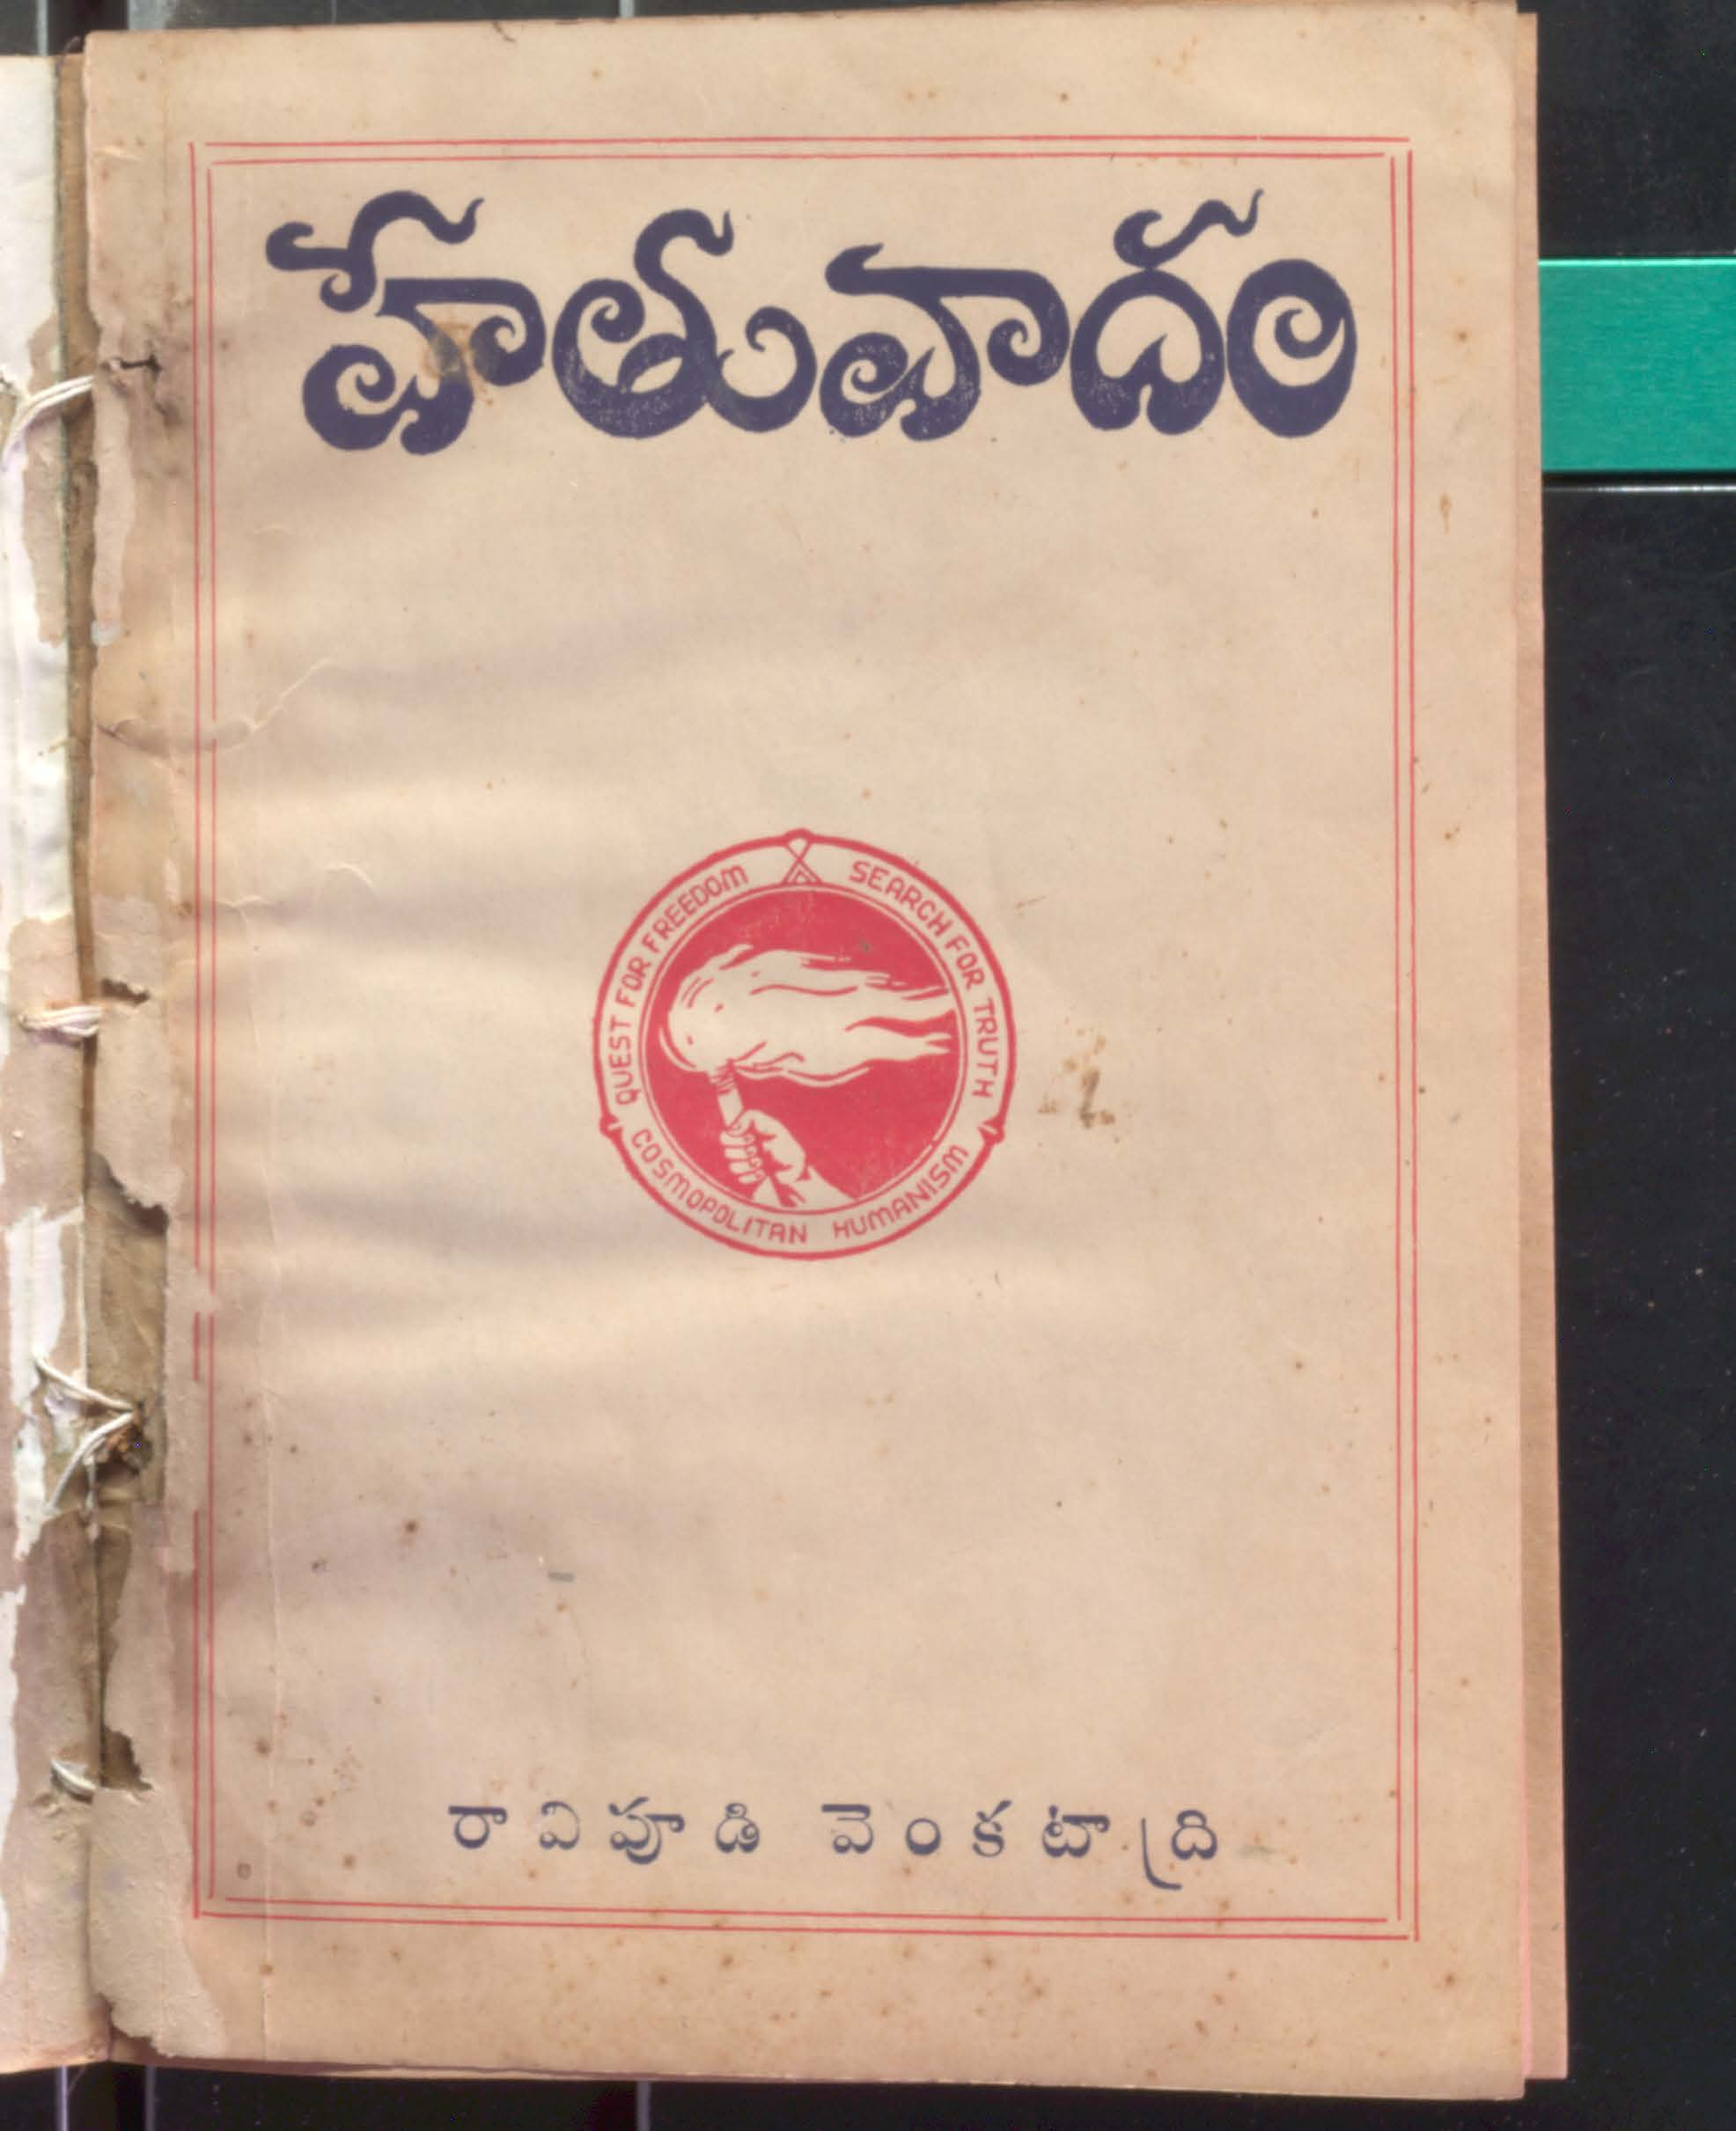 హేతువాదం
QUEST FOR FREEDOM
SEARCH FOR TRUTH
COSMOPOLITAN HUMANISM
రావిపూడి వెంకటాద్రి